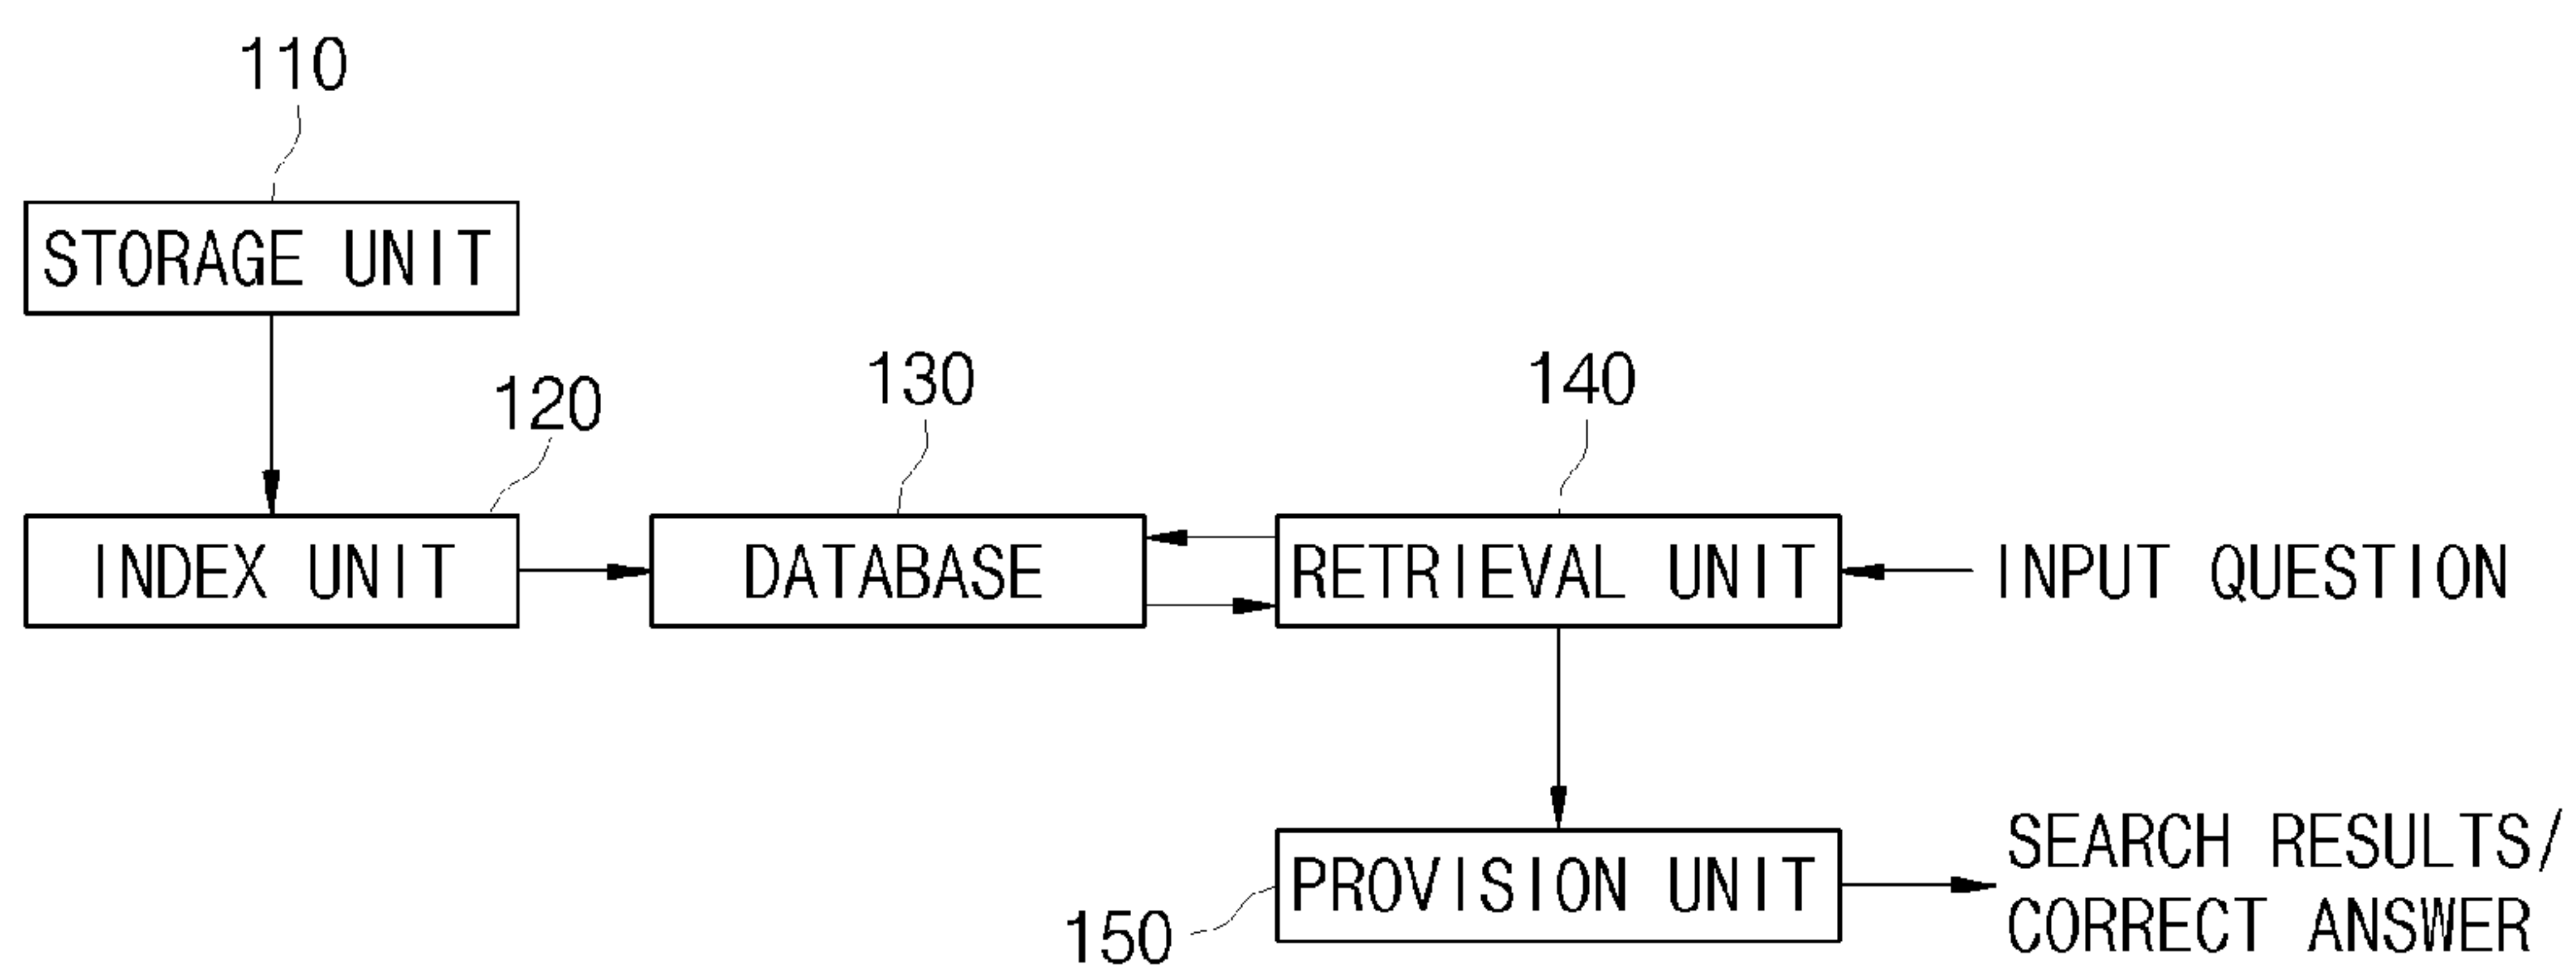 110
STORAGE UNIT
120
130
140
INDEX UNIT
DATABASE
RETRIEVAL UNIT
INPUT QUESTION
PROVISION UNIT
150
SEARCH RESULTS/
CORRECT ANSWER